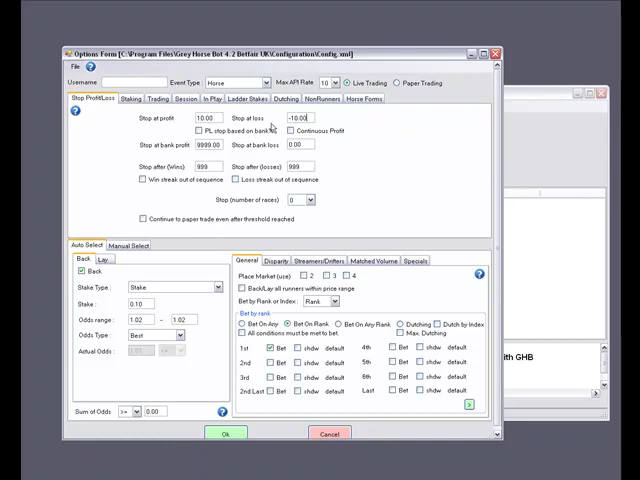 Options Form [C:\Program Files\Grey Horse Bot 4.2 Betfair UK\Configuration\Config.xml]
File
Username Event Type : Horse Max API Rate 10 Live Trading Paper Trading
Stop Profit/Loss Staking Trading Session In Play Ladder Stakes Dutching NonRunners Horse Forms
Stop at profit 10.00 Stop at loss -10.00
PL stop based on bank Continuous Profit
Stop at bank profit 9999.00 Stop at bank loss 0.00
Stop after (Wins) 999 Stop after (losses) 999
Win streak out of sequence Loss streak out of sequence
Stop (number of races) 0
Continue to paper trade even after threshold reached
Auto Select Manual Select
Back Lay
Back
Stake Type : Stake
Stake : 0.10
Odds range : 1.02 - 1.02
Odds Type : Best
Actual Odds : 1.01
Sum of Odds >= 0.00
General Disparity Streamers/Drifters Matched Volume Specials
Place Market (use) 2 3 4
Back/Lay all runners within price range
Bet by Rank or Index : Rank
Bet by rank
Bet On Any Bet On Rank Bet On Any Rank Dutching Dutch by Index
All conditions must be met to bet. Max. Dutching
1st Bet shdw default 4th Bet shdw default
2nd Bet shdw default 5th Bet shdw default
3rd Bet shdw default 6th Bet shdw default
2nd Last Bet shdw default Last Bet shdw default
>
Ok Cancel
with GHB